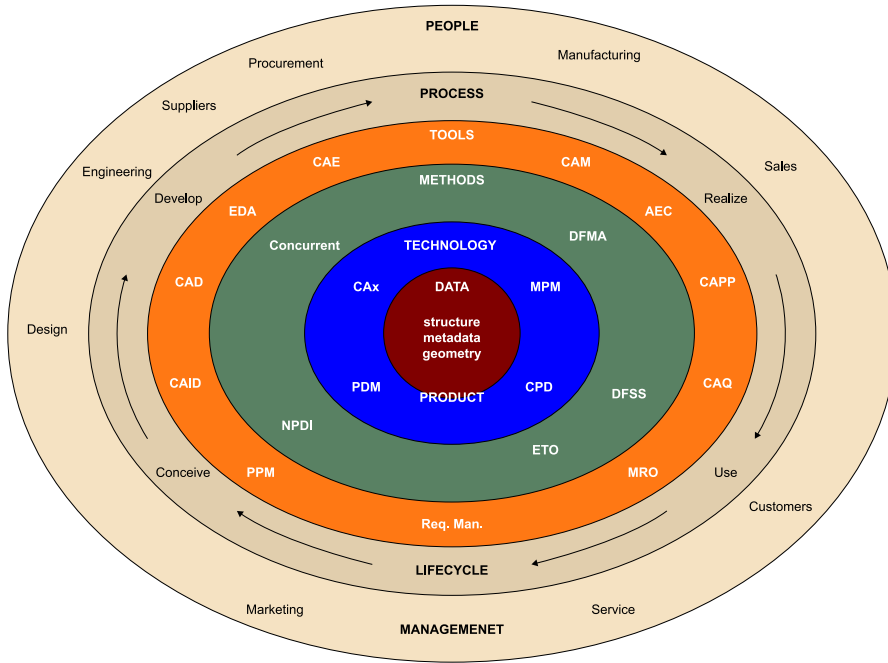 PEOPLE
Manufacturing
Procurement
PROCESS
Suppliers
TOOLS
CAE
CAM
Sales
Engineering
METHODS
Develop
Realize
EDA
AEC
DFMA
Concurrent
TECHNOLOGY
CAD
CAPP
CAx
DATA
MPM
structure
metadata
geometry
Design
CAID
CAQ
PDM
CPD
PRODUCT
DFSS
NPDI
ETO
Conceive
PPM
MRO
Use
Customers
Req. Man.
LIFECYCLE
Marketing
Service
MANAGEMENET